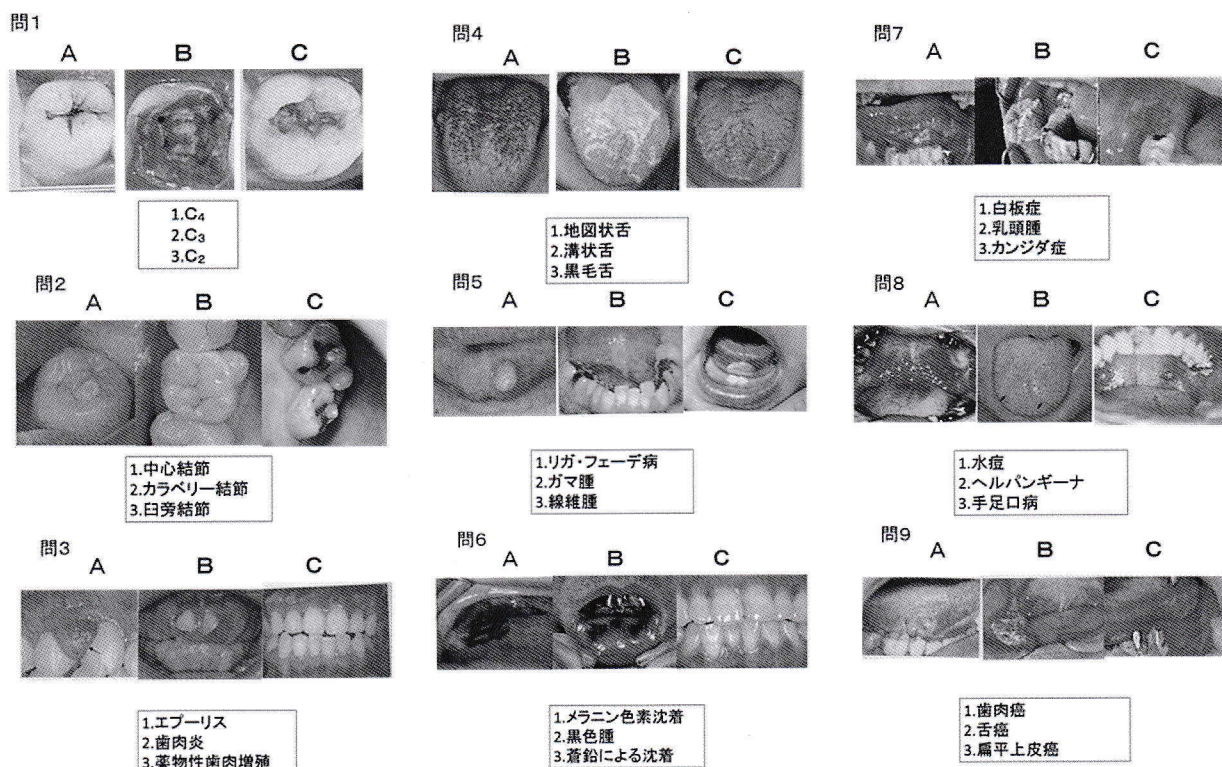 問1
A B C
1.C₄
2.C₃
3.C₂
問2
A B C
1.中心結節
2.カラベリー結節
3.臼旁結節
問3
A B C
1.エプーリス
2.歯肉炎
3.薬物性歯肉増殖
問4
A B C
1.地図状舌
2.溝状舌
3.黒毛舌
問5
A B C
1.リガ・フェーデ病
2.ガマ腫
3.線維腫
問6
A B C
1.メラニン色素沈着
2.黒色腫
3.蒼鉛による沈着
問7
A B C
1.白板症
2.乳頭腫
3.カンジダ症
問8
A B C
1.水痘
2.ヘルパンギーナ
3.手足口病
問9
A B C
1.歯肉癌
2.舌癌
3.扁平上皮癌